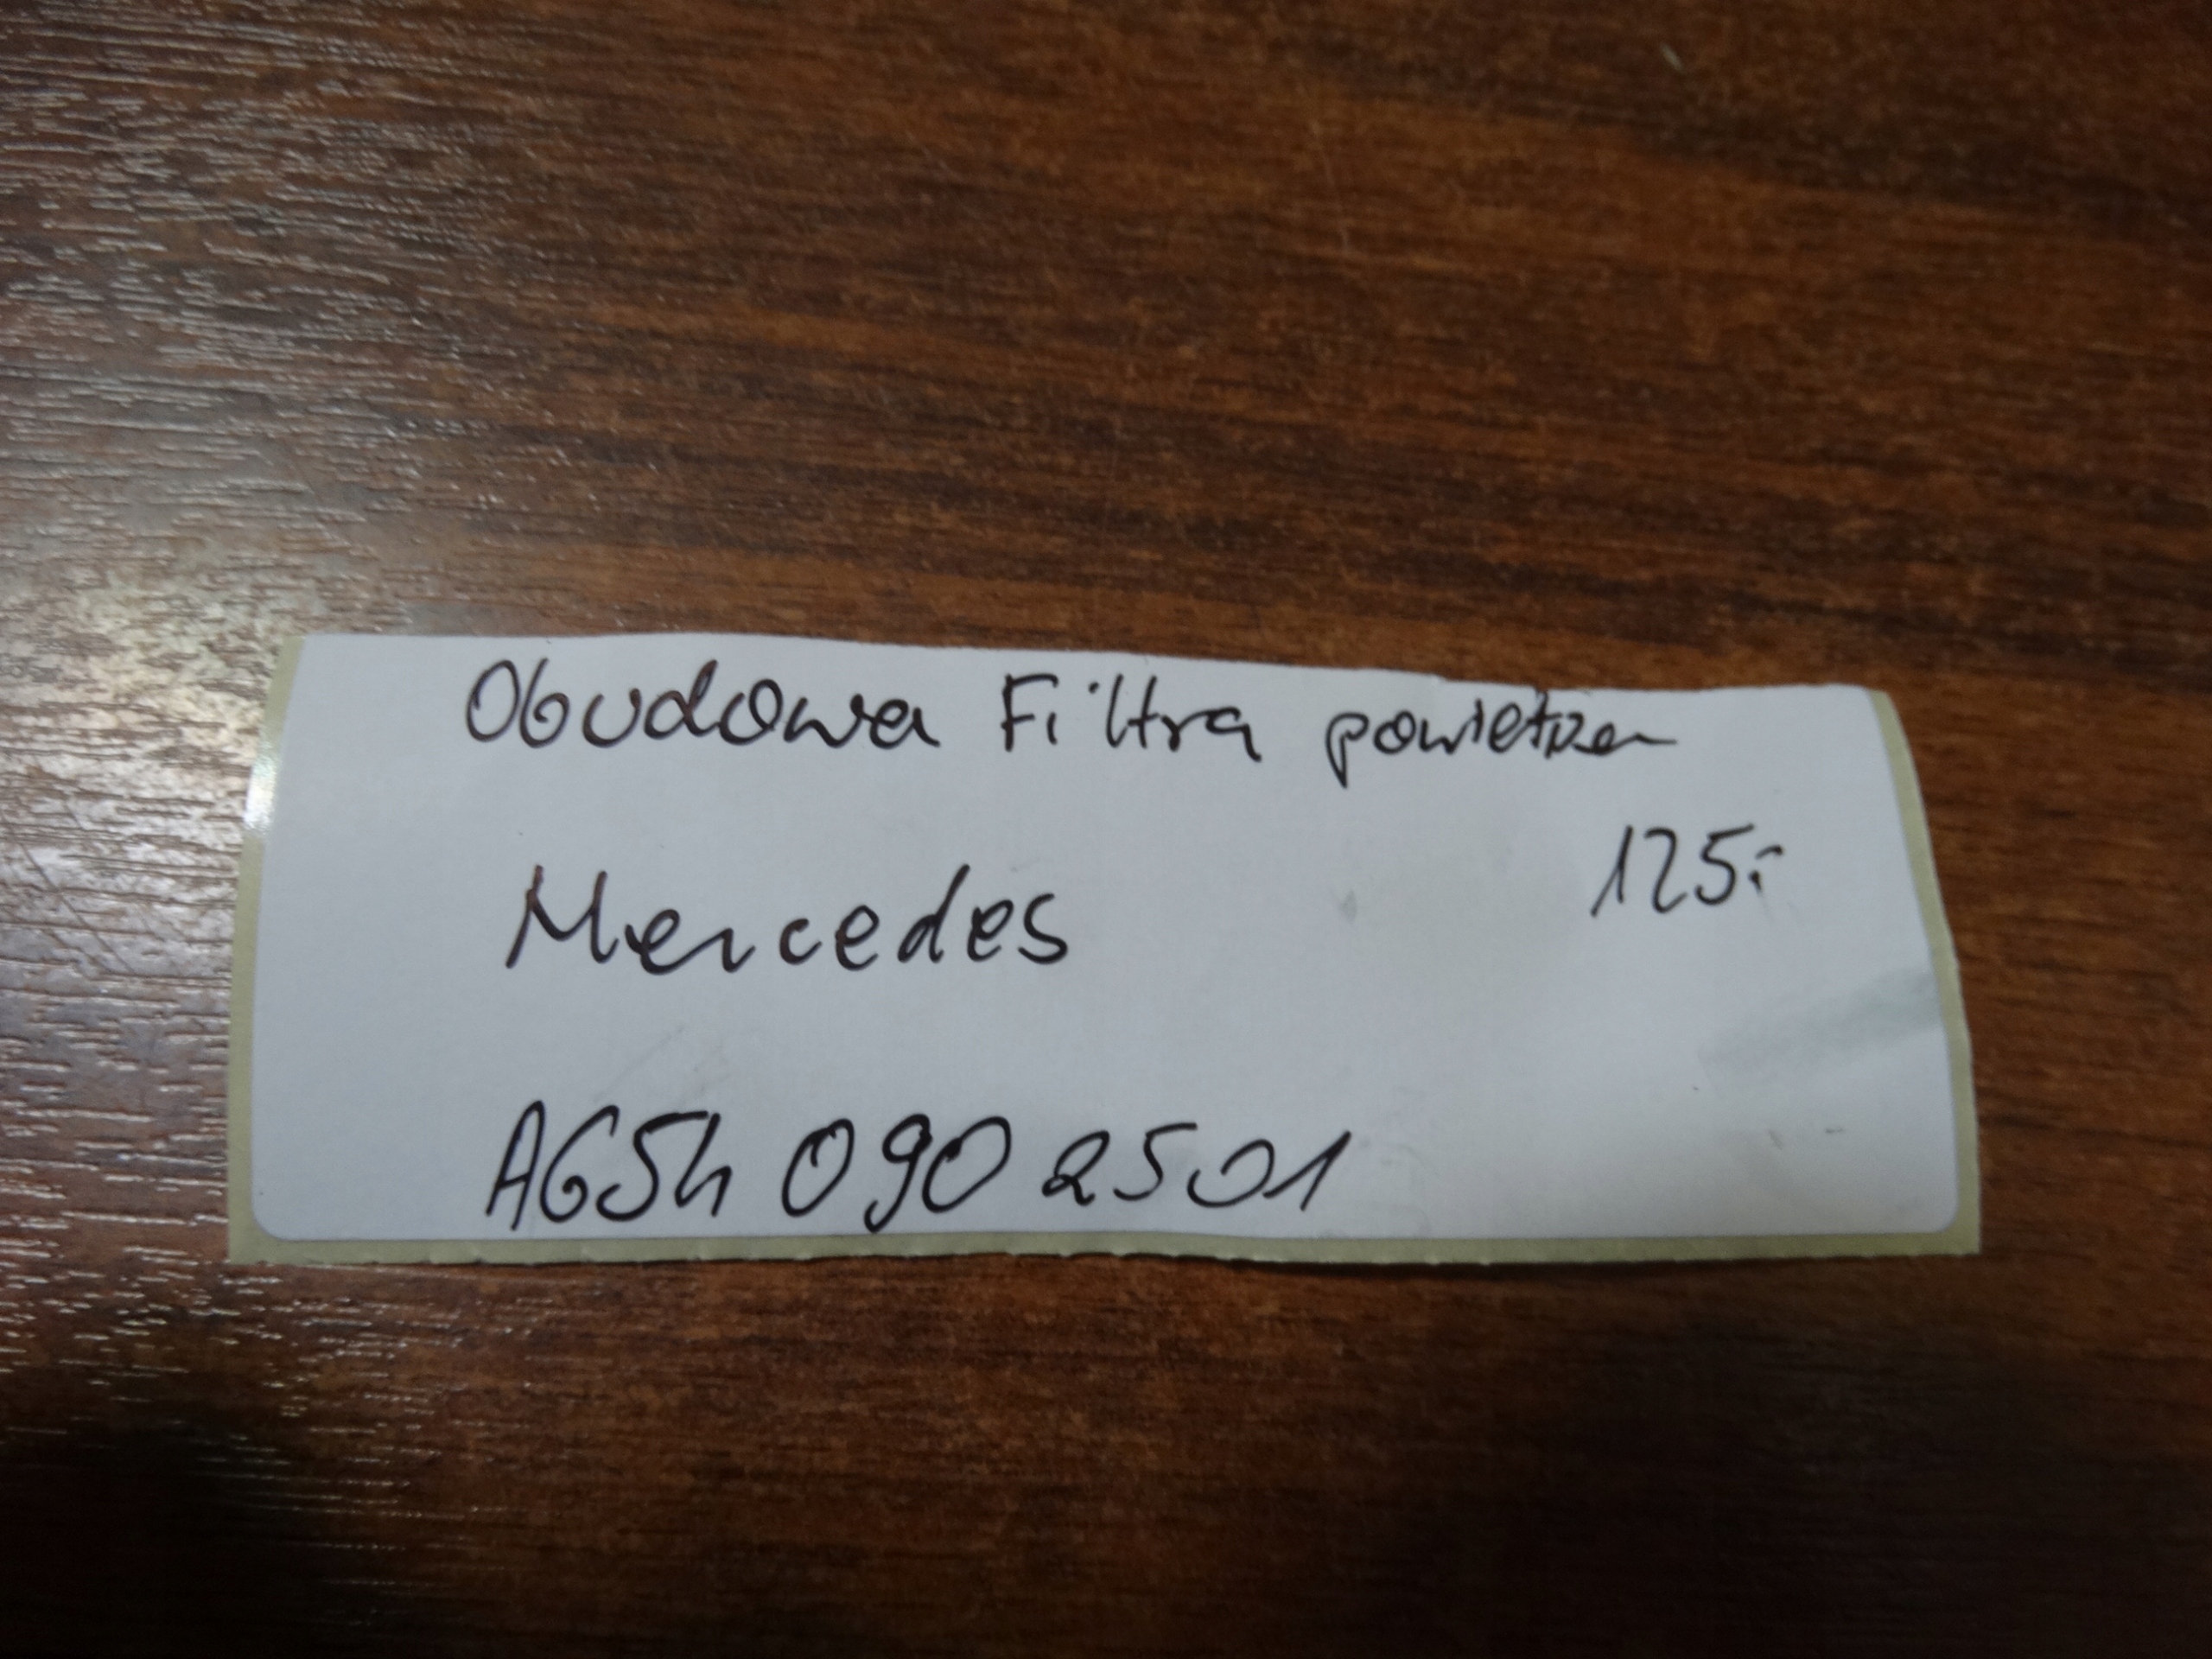 Obudowa Filtra powietrza
125,-
Mercedes
A654 090 2501